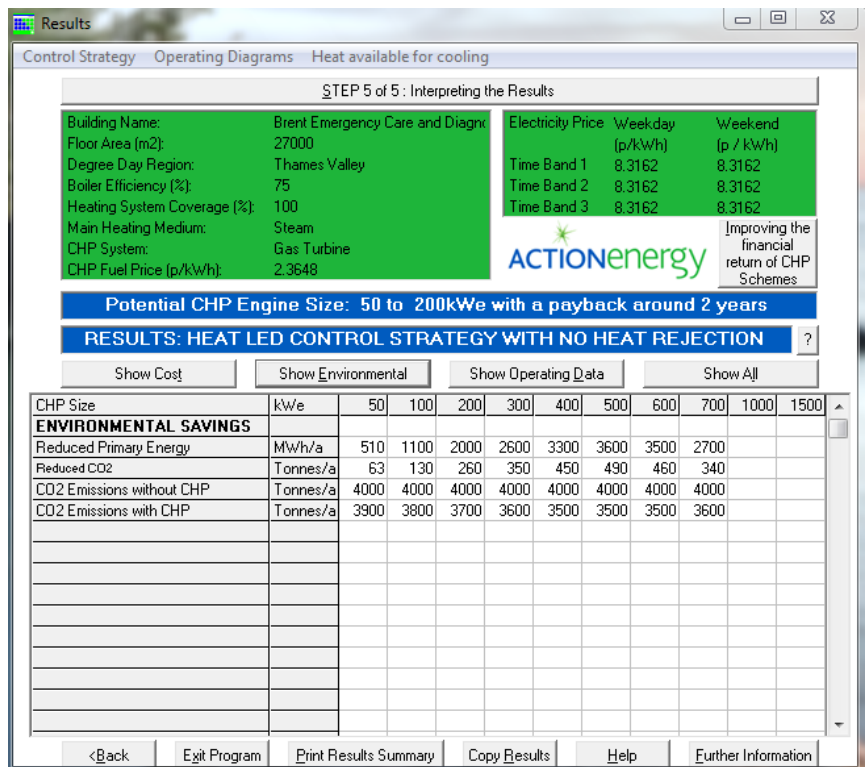 Results
Control Strategy Operating Diagrams Heat available for cooling
STEP 5 of 5 : Interpreting the Results
Building Name: Brent Emergency Care and Diagno
Floor Area (m2): 27000
Degree Day Region: Thames Valley
Boiler Efficiency (%): 75
Heating System Coverage (%): 100
Main Heating Medium: Steam
CHP System: Gas Turbine
CHP Fuel Price (p/kWh): 2.3648
Electricity Price Weekday Weekend
(p/kWh) (p / kWh)
Time Band 1 8.3162 8.3162
Time Band 2 8.3162 8.3162
Time Band 3 8.3162 8.3162
ACTIONenergy
Improving the
financial
return of CHP
Schemes
Potential CHP Engine Size: 50 to 200kWe with a payback around 2 years
RESULTS: HEAT LED CONTROL STRATEGY WITH NO HEAT REJECTION ?
Show Cost Show Environmental Show Operating Data Show All
CHP Size kWe 50 100 200 300 400 500 600 700 1000 1500
ENVIRONMENTAL SAVINGS
Reduced Primary Energy MWh/a 510 1100 2000 2600 3300 3600 3500 2700
Reduced CO2 Tonnes/a 63 130 260 350 450 490 460 340
CO2 Emissions without CHP Tonnes/a 4000 4000 4000 4000 4000 4000 4000 4000
CO2 Emissions with CHP Tonnes/a 3900 3800 3700 3600 3500 3500 3500 3600
<Back Exit Program Print Results Summary Copy Results Help Further Information